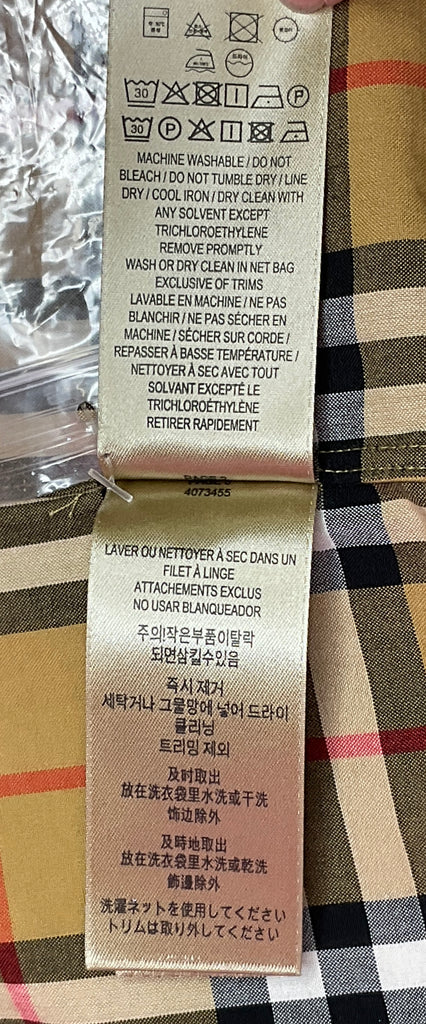 30
P
30
P
MACHINE WASHABLE / DO NOT
BLEACH / DO NOT TUMBLE DRY / LINE
DRY / COOL IRON / DRY CLEAN WITH
ANY SOLVENT EXCEPT
TRICHLOROETHYLENE
REMOVE PROMPTLY
WASH OR DRY CLEAN IN NET BAG
EXCLUSIVE OF TRIMS
LAVABLE EN MACHINE / NE PAS
BLANCHIR / NE PAS SÉCHER EN
MACHINE / SÉCHER SUR CORDE /
REPASSER À BASSE TEMPÉRATURE /
NETTOYER À SEC AVEC TOUT
SOLVANT EXCEPTÉ LE
TRICHLOROÉTHYLÈNE
RETIRER RAPIDEMENT
4073455
LAVER OU NETTOYER À SEC DANS UN
FILET À LINGE
ATTACHEMENTS EXCLUS
NO USAR BLANQUEADOR
주의!작은부품이탈락
되면삼킬수있음
즉시 제거
세탁거나 그물망에 넣어 드라이
클리닝
트리밍 제외
及时取出
放在洗衣袋里水洗或干洗
饰边除外
及時地取出
放在洗衣袋里水洗或乾洗
飾邊除外
洗濯ネットを使用してください
トリムは取り外してください